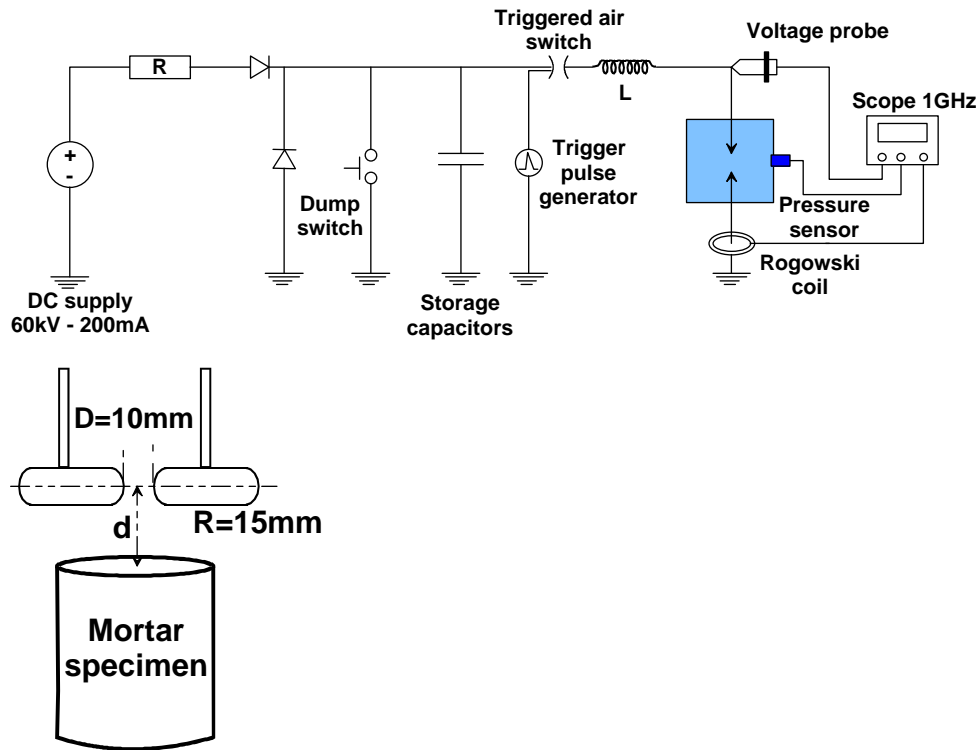 Triggered air
switch
Voltage probe
R
L
Scope 1GHz
+
-
Dump
switch
Trigger
pulse
generator
Pressure
sensor
Rogowski
coil
DC supply
60kV - 200mA
Storage
capacitors
D=10mm
R=15mm
d
Mortar
specimen